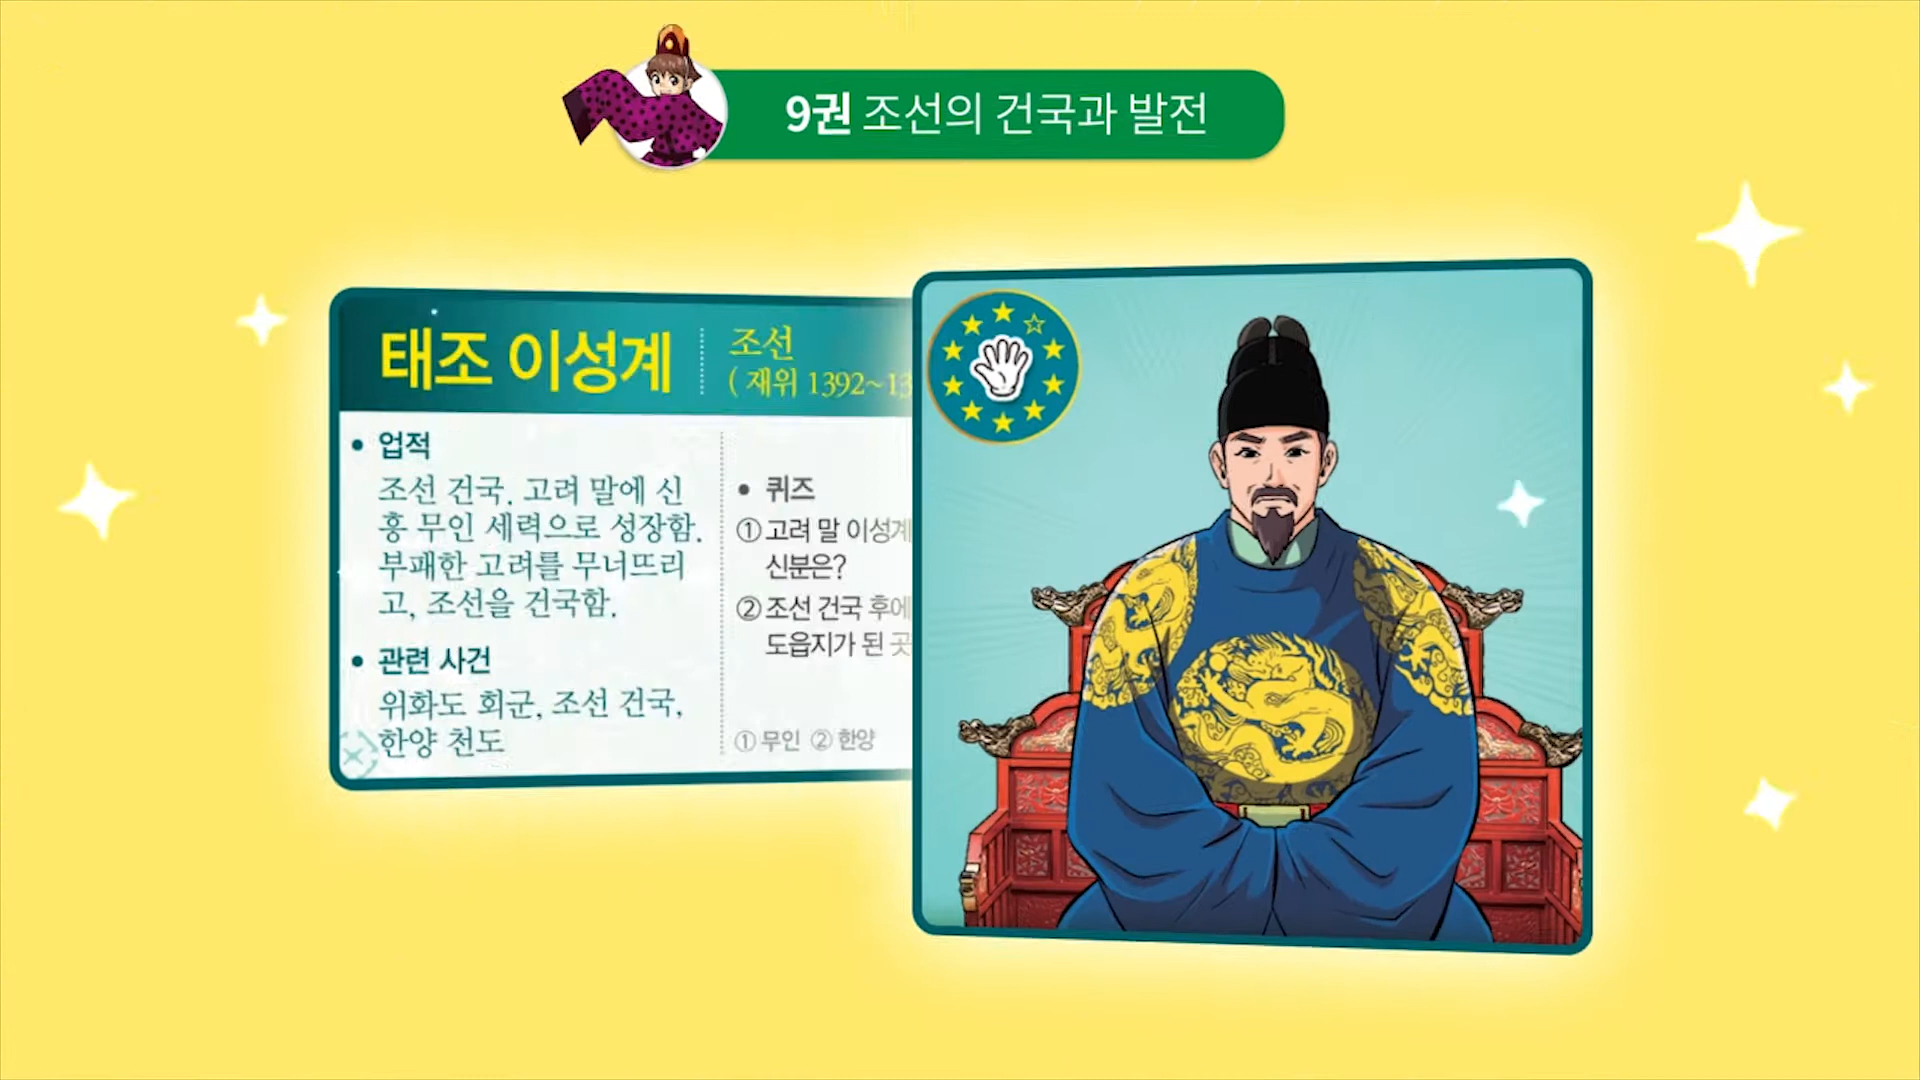 9권 조선의 건국과 발전
태조 이성계
조선
( 재위 1392~13
• 업적
조선 건국. 고려 말에 신
흥 무인 세력으로 성장함.
부패한 고려를 무너뜨리
고, 조선을 건국함.
• 관련 사건
위화도 회군, 조선 건국,
한양 천도
• 퀴즈
① 고려 말 이성계
신분은?
② 조선 건국 후에
도읍지가 된 곳
① 무인 ② 한양